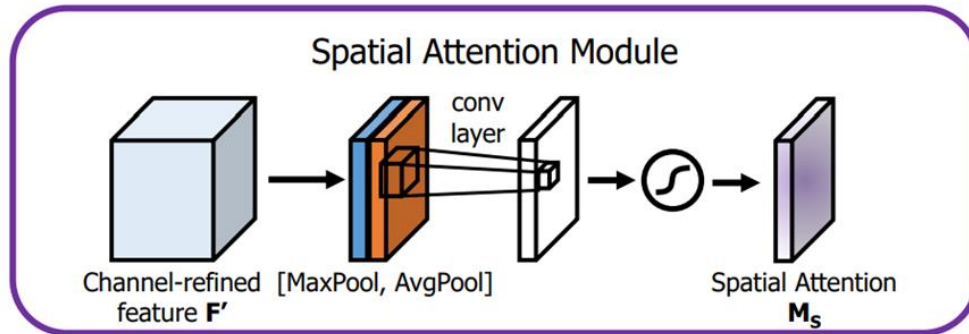 Spatial Attention Module
conv
layer
Channel-refined
feature F'
[MaxPool, AvgPool]
Spatial Attention
Ms